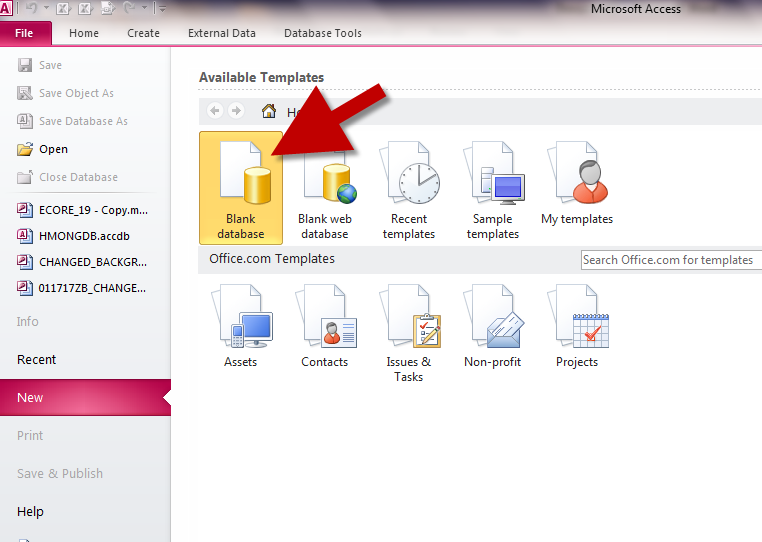 Microsoft Access
File Home Create External Data Database Tools
Save
Save Object As
Save Database As
Open
Close Database
ECORE_19 - Copy.m...
HMONGDB.accdb
CHANGED_BACKGR...
011717ZB_CHANGE...
Info
Recent
New
Print
Save & Publish
Help
Available Templates
Blank
database
Blank web
database
Recent
templates
Sample
templates
My templates
Office.com Templates
Search Office.com for templates
Assets
Contacts
Issues &
Tasks
Non-profit
Projects